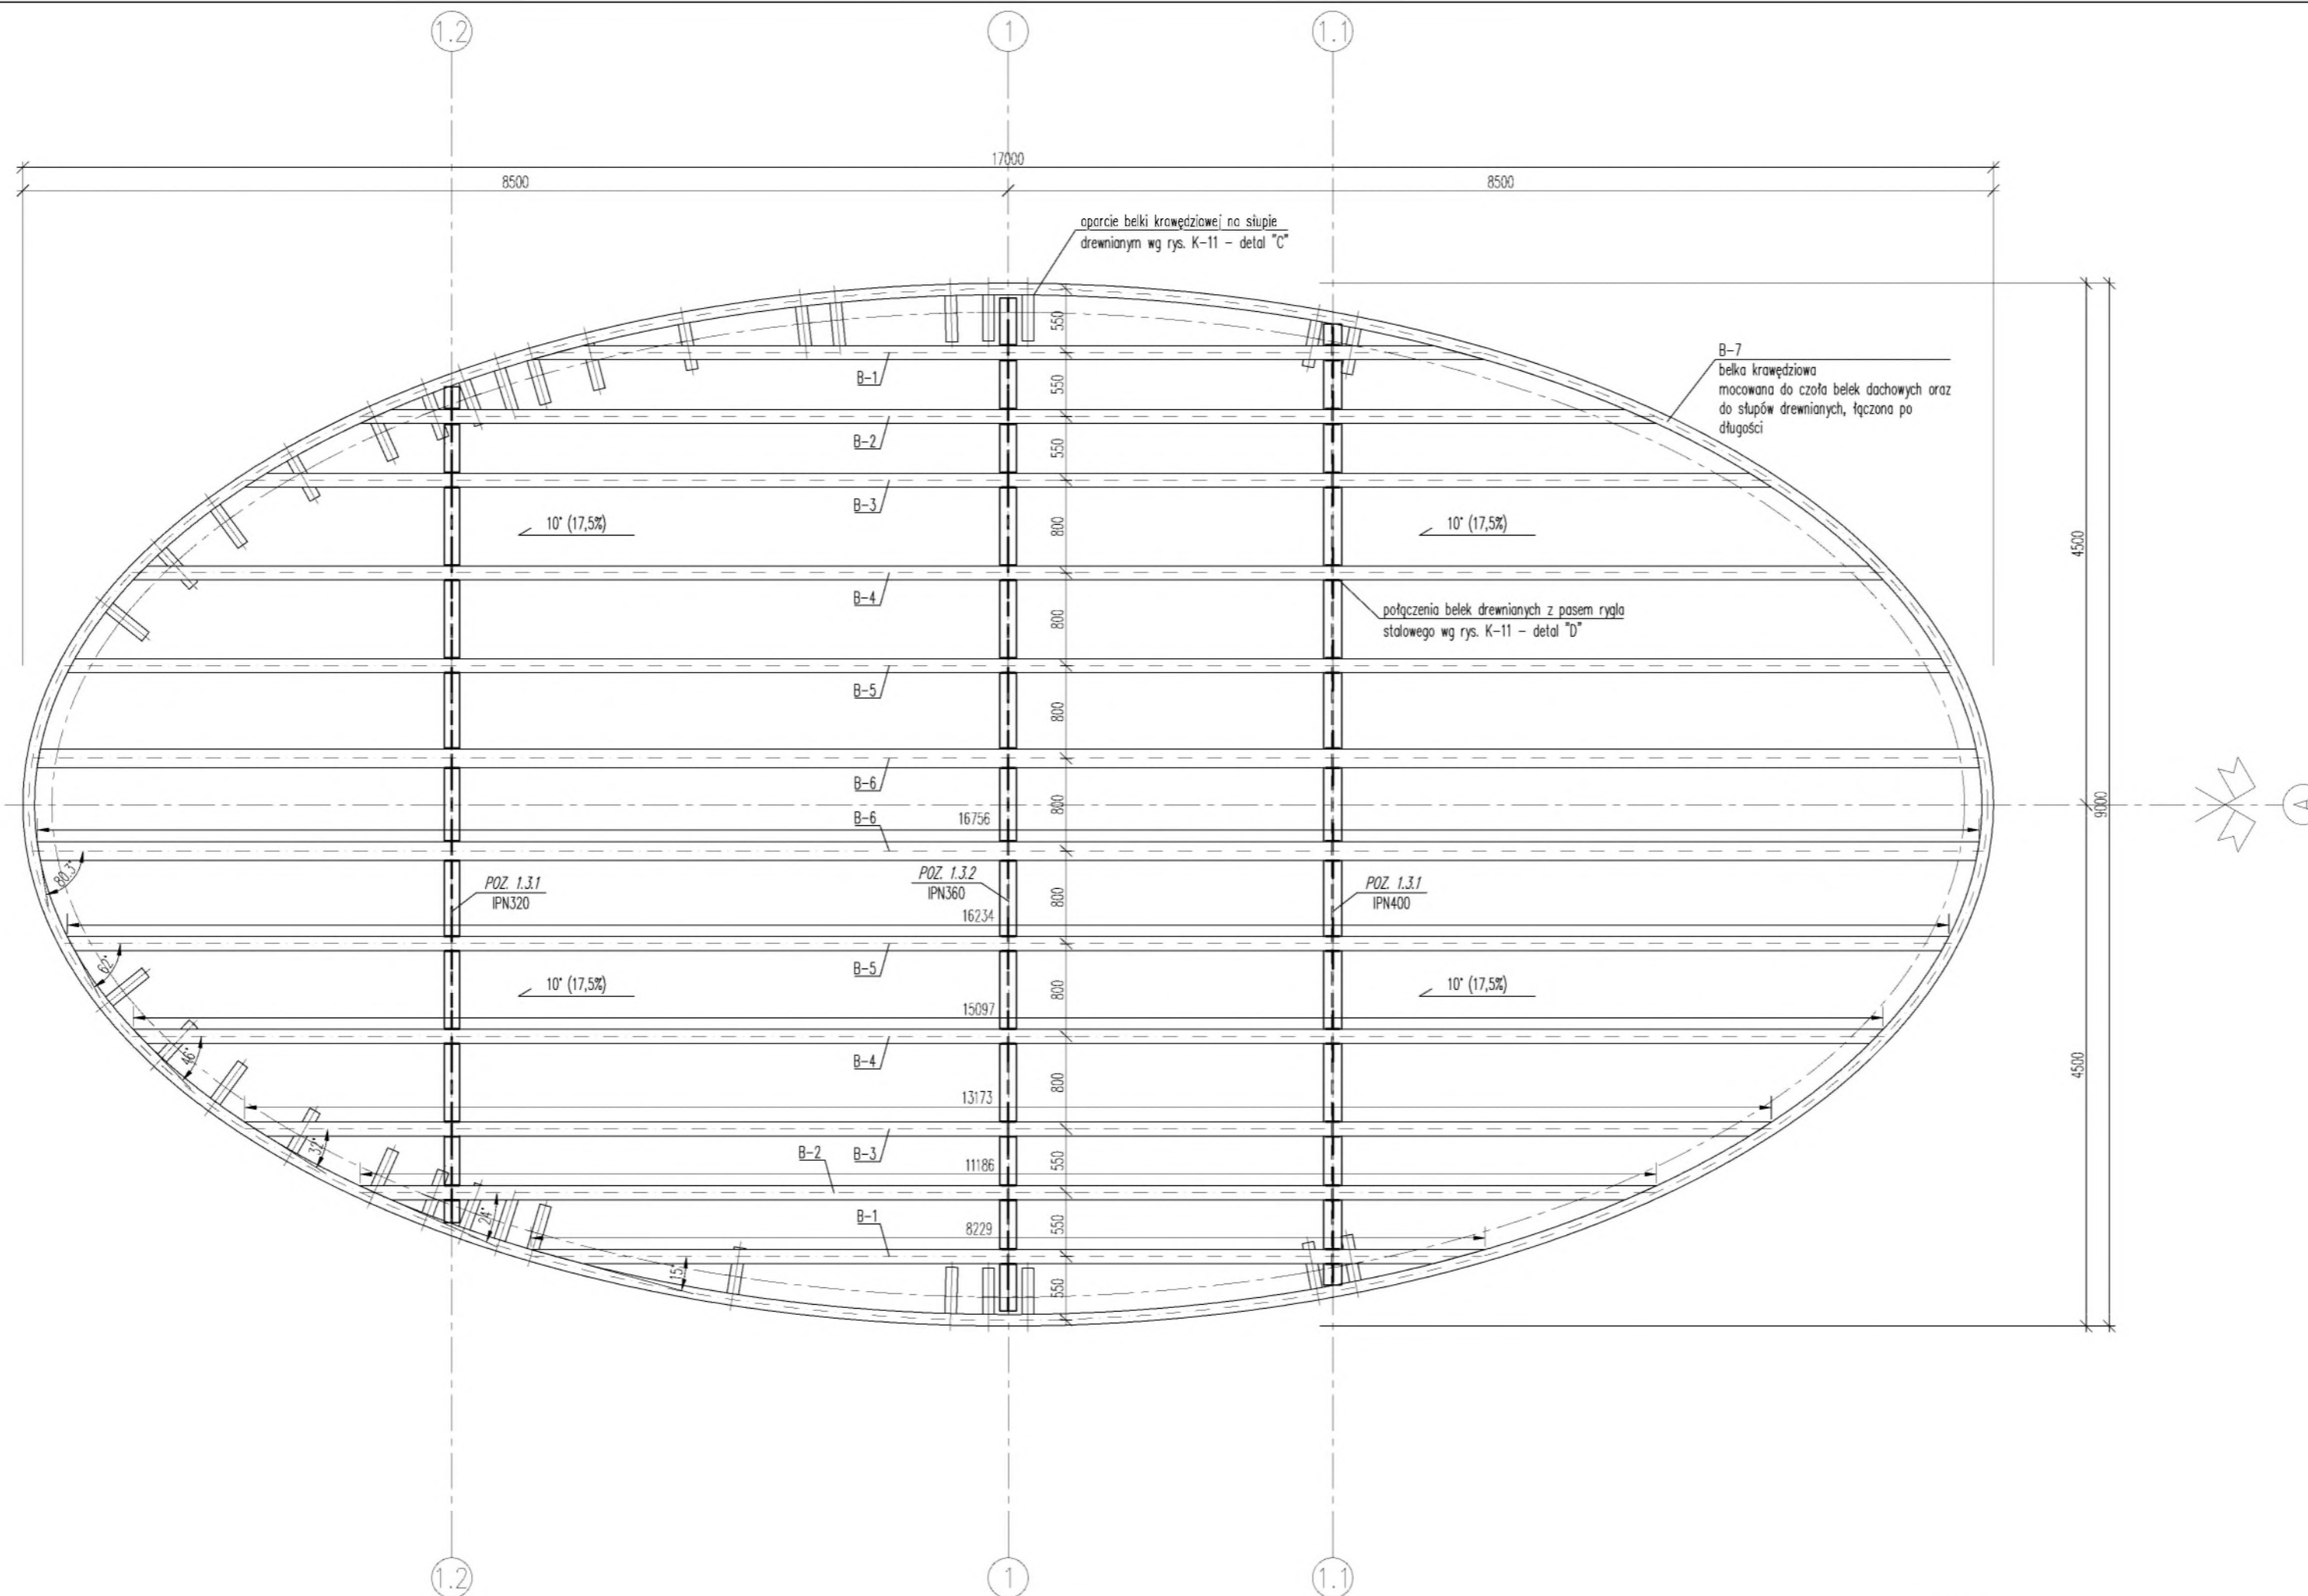 1.2
1
1.1
17000
8500
8500
oparcie belki krawędziowej na słupie
drewnianym wg rys. K-11 - detal "C"
550
B-7
belka krawędziowa
mocowana do czoła belek dachowych oraz
do słupów drewnianych, łączona po
długości
B-1
550
B-2
550
B-3
10° (17,5%)
800
10° (17,5%)
4500
B-4
800
połączenia belek drewnianych z pasem rygla
stalowego wg rys. K-11 - detal "D"
B-5
800
B-6
800
9000
A
B-6
16756
80.3°
POZ. 1.3.1
IPN320
POZ. 1.3.2
IPN360
800
POZ. 1.3.1
IPN400
16234
62°
B-5
10° (17,5%)
800
10° (17,5%)
15097
46°
B-4
800
4500
13173
32°
B-2
B-3
11186
550
24°
B-1
8229
550
15°
550
1.2
1
1.1